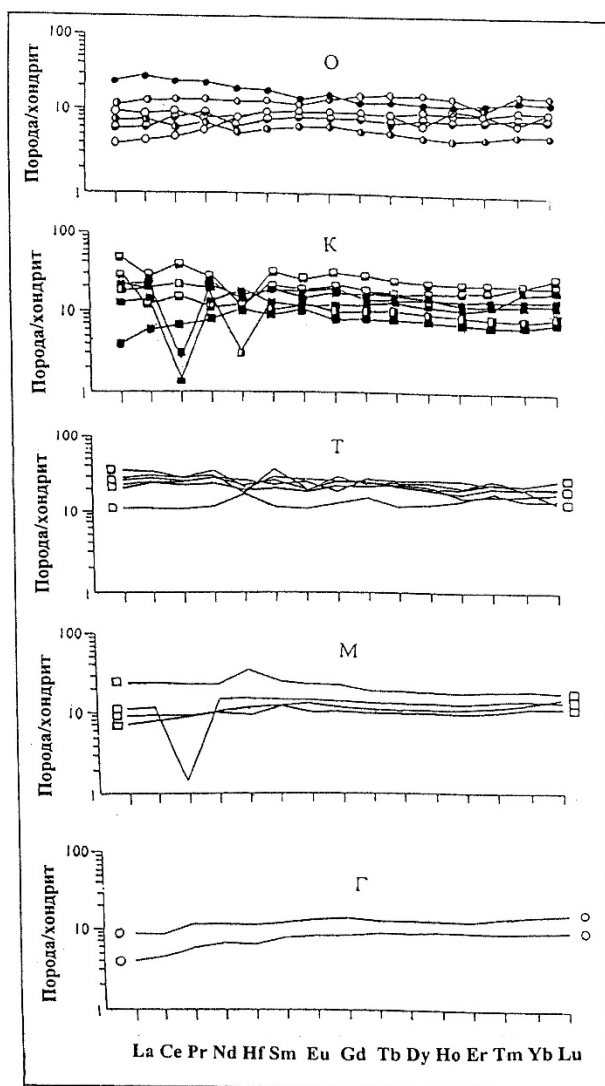 100
О
10
1
Порода/хондрит
100
К
10
1
Порода/хондрит
100
Т
10
1
Порода/хондрит
100
М
10
1
Порода/хондрит
100
Г
10
1
Порода/хондрит
La Ce Pr Nd Hf Sm Eu Gd Tb Dy Ho Er Tm Yb Lu